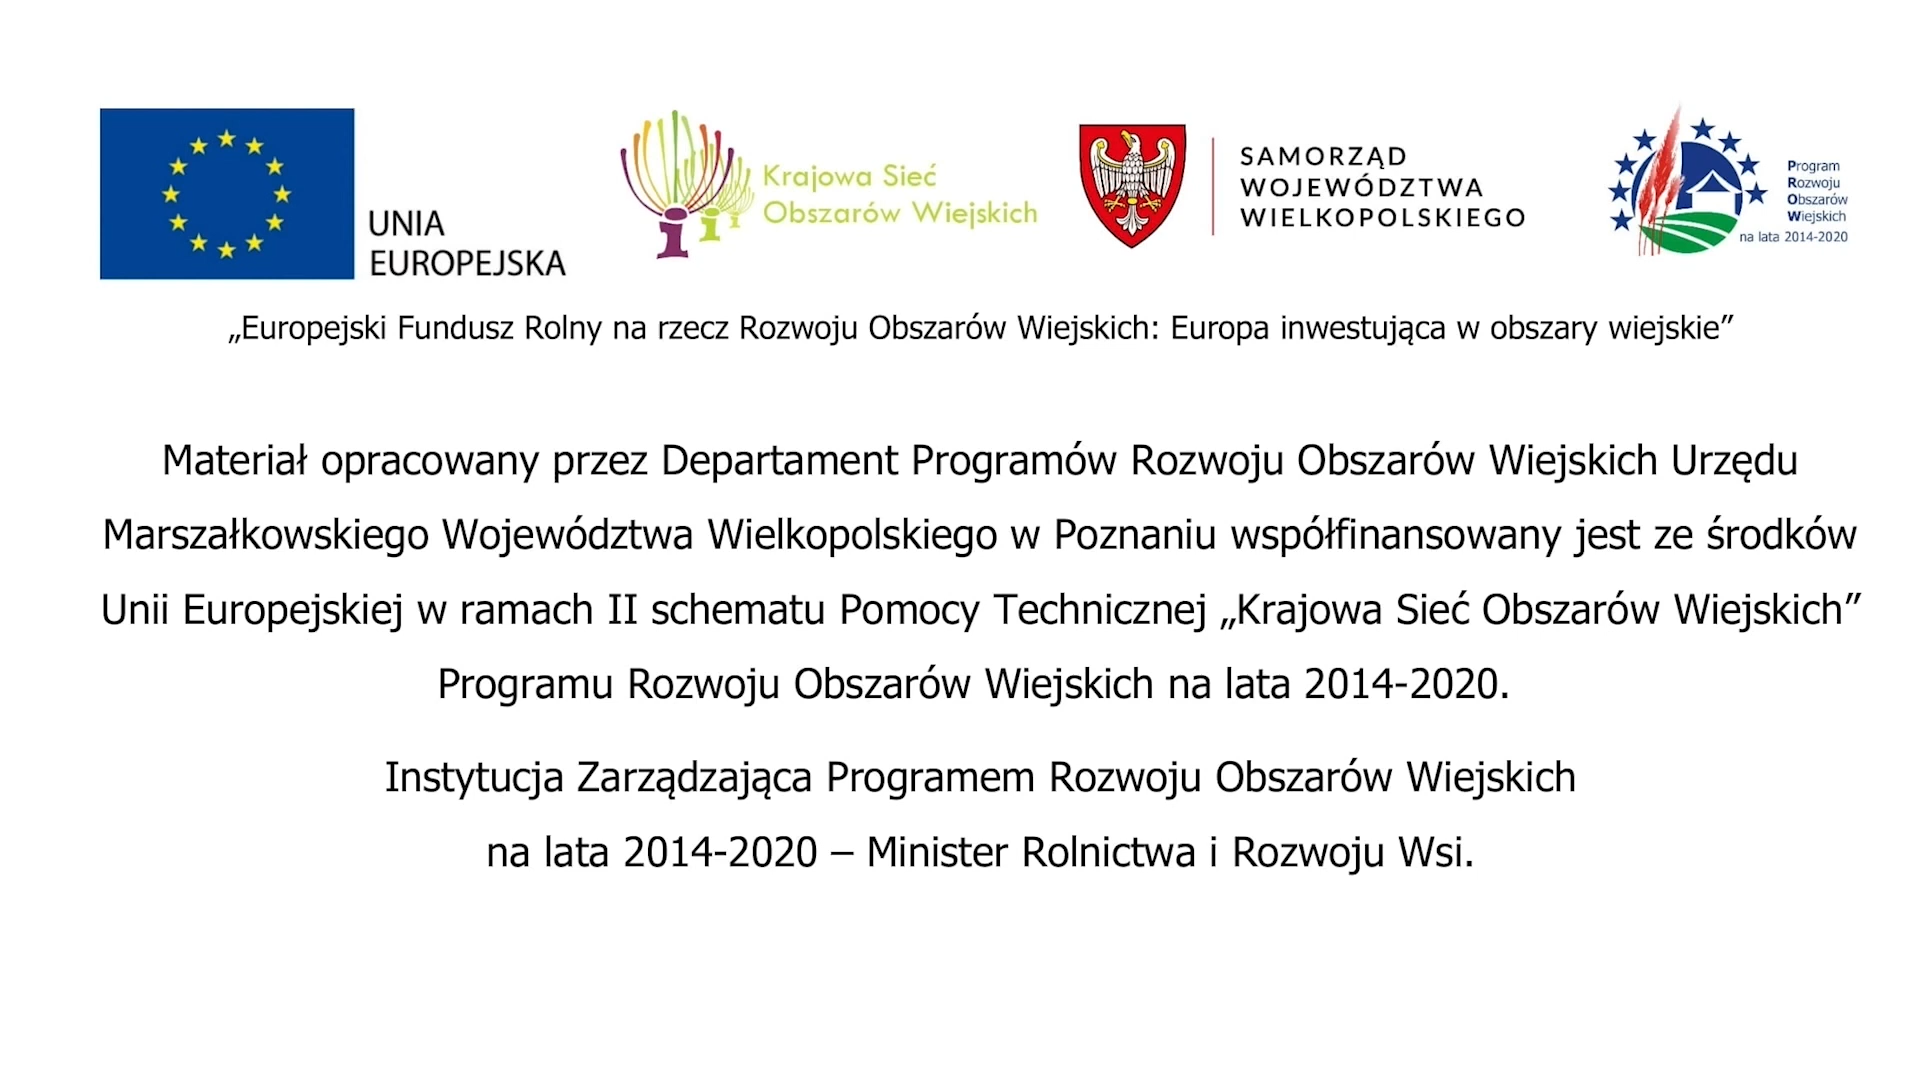 UNIA
EUROPEJSKA
Krajowa Sieć
Obszarów Wiejskich
SAMORZĄD
WOJEWÓDZTWA
WIELKOPOLSKIEGO
Program
Rozwoju
Obszarów
Wiejskich
na lata 2014-2020
„Europejski Fundusz Rolny na rzecz Rozwoju Obszarów Wiejskich: Europa inwestująca w obszary wiejskie”
Materiał opracowany przez Departament Programów Rozwoju Obszarów Wiejskich Urzędu
Marszałkowskiego Województwa Wielkopolskiego w Poznaniu współfinansowany jest ze środków
Unii Europejskiej w ramach II schematu Pomocy Technicznej „Krajowa Sieć Obszarów Wiejskich”
Programu Rozwoju Obszarów Wiejskich na lata 2014-2020.
Instytucja Zarządzająca Programem Rozwoju Obszarów Wiejskich
na lata 2014-2020 – Minister Rolnictwa i Rozwoju Wsi.